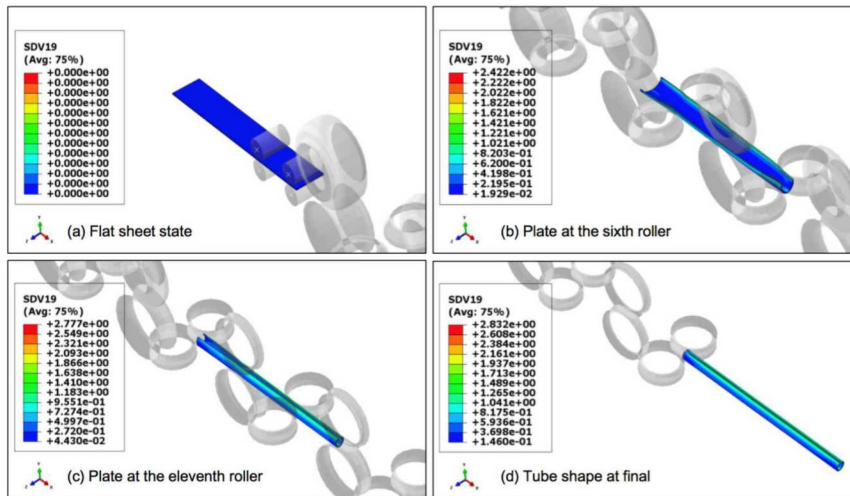 SDV19
(Avg: 75%)
+0.000e+00
+0.000e+00
+0.000e+00
+0.000e+00
+0.000e+00
+0.000e+00
+0.000e+00
+0.000e+00
+0.000e+00
+0.000e+00
+0.000e+00
+0.000e+00
+0.000e+00
(a) Flat sheet state
SDV19
(Avg: 75%)
+2.422e+00
+2.222e+00
+2.022e+00
+1.822e+00
+1.621e+00
+1.421e+00
+1.221e+00
+1.021e+00
+8.203e-01
+6.200e-01
+4.198e-01
+2.195e-01
+1.929e-02
(b) Plate at the sixth roller
SDV19
(Avg: 75%)
+2.777e+00
+2.549e+00
+2.321e+00
+2.093e+00
+1.866e+00
+1.638e+00
+1.410e+00
+1.183e+00
+9.551e-01
+7.274e-01
+4.997e-01
+2.720e-01
+4.430e-02
(c) Plate at the eleventh roller
SDV19
(Avg: 75%)
+2.832e+00
+2.608e+00
+2.384e+00
+2.161e+00
+1.937e+00
+1.713e+00
+1.489e+00
+1.265e+00
+1.041e+00
+8.175e-01
+5.936e-01
+3.698e-01
+1.460e-01
(d) Tube shape at final